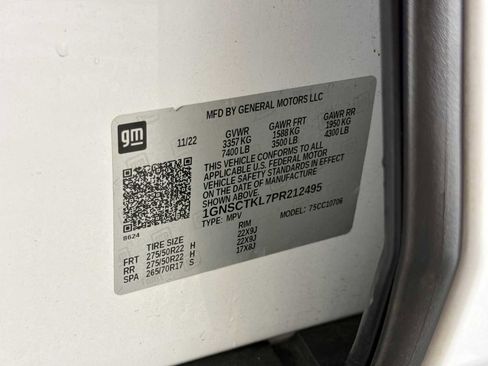 gm
MFD BY GENERAL MOTORS LLC
11/22
GVWR GAWR FRT GAWR RR
3357 KG 1588 KG 1950 KG
7400 LB 3500 LB 4300 LB
THIS VEHICLE CONFORMS TO ALL
APPLICABLE U.S. FEDERAL MOTOR
VEHICLE SAFETY STANDARDS IN EFFECT
ON THE DATE OF MANUFACTURE
SHOWN ABOVE.
1GNSCTKL7PR212495
TYPE: MPV MODEL: 7SCC10706
8624
TIRE SIZE RIM
FRT 275/50R22 H 22X9J
RR 275/50R22 H 22X9J
SPA 265/70R17 S 17X8J